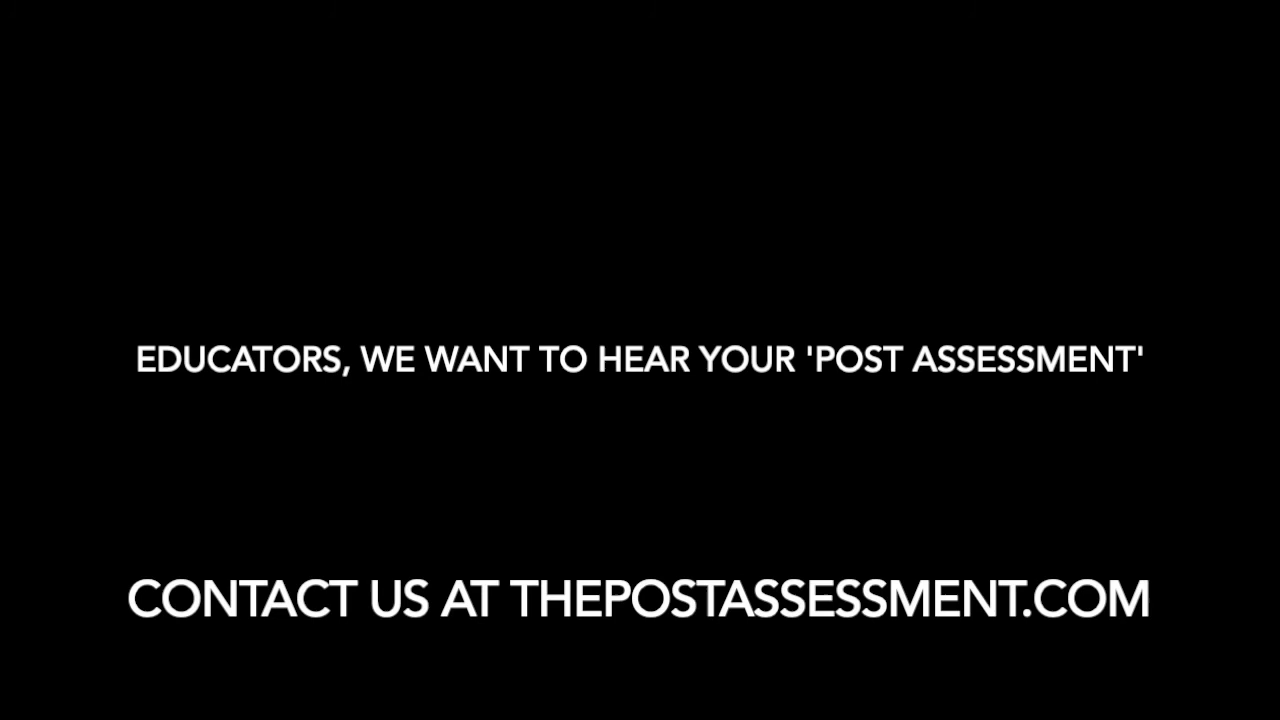 EDUCATORS, WE WANT TO HEAR YOUR 'POST ASSESSMENT'
CONTACT US AT THEPOSTASSESSMENT.COM